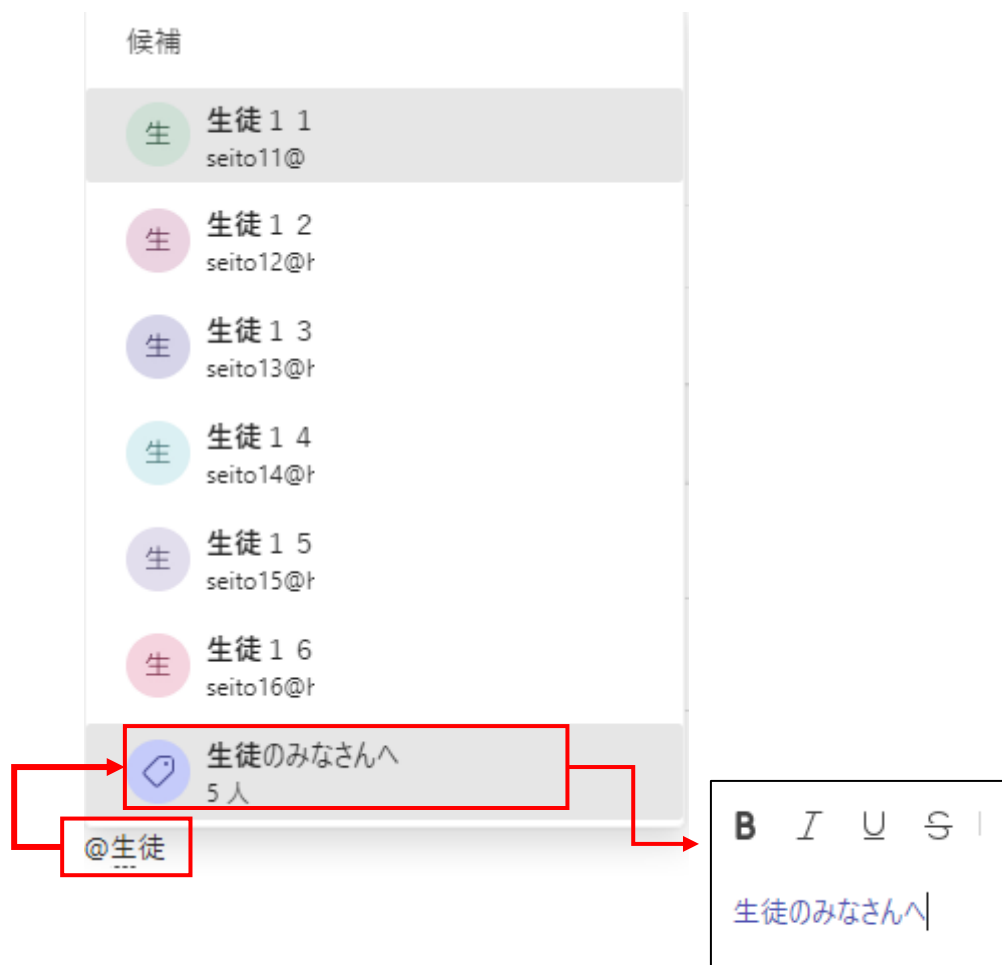 候補
生
生徒１１
seito11@
生
生徒１２
seito12@h
生
生徒１３
seito13@h
生
生徒１４
seito14@h
生
生徒１５
seito15@h
生
生徒１６
seito16@h
生徒のみなさんへ
5 人
@生徒
B I U S
生徒のみなさんへ